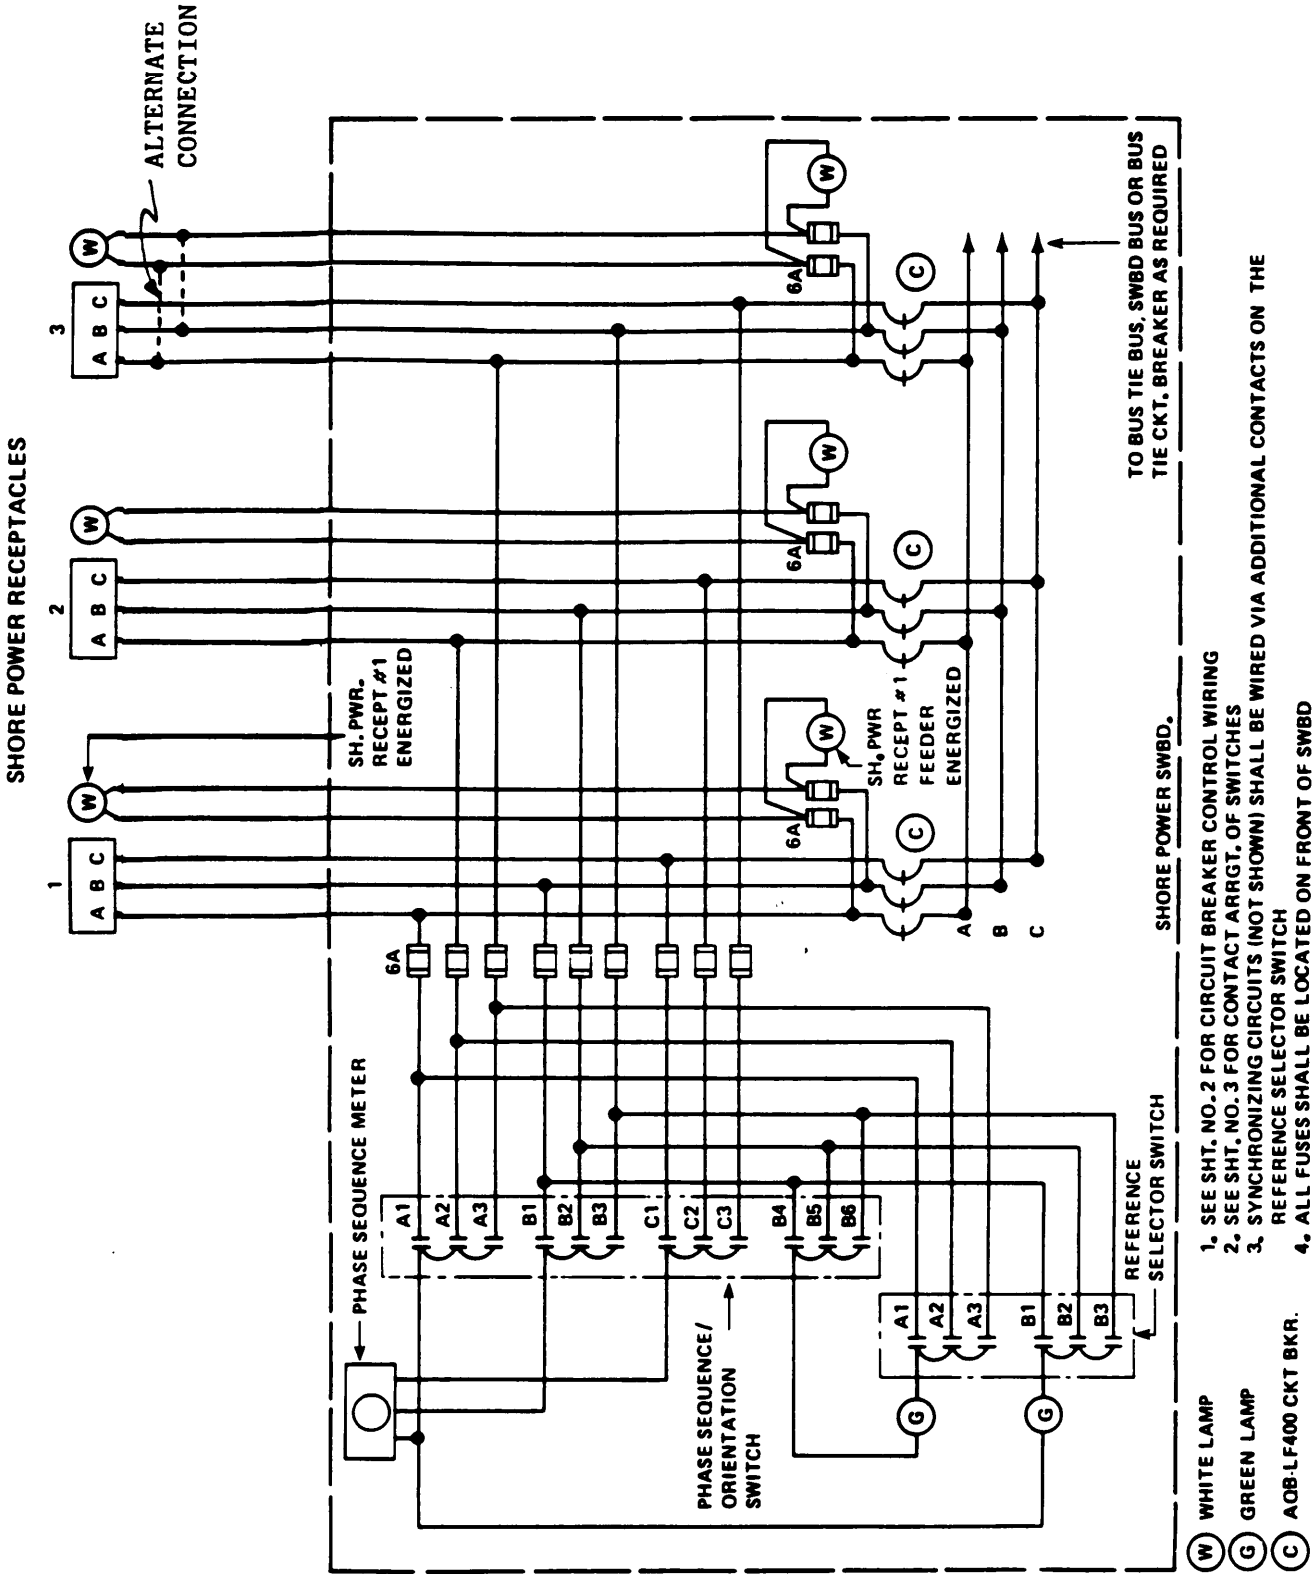 SHORE POWER RECEPTACLES
1
A B C
W
2
A B C
W
3
A B C
W
ALTERNATE
CONNECTION
PHASE SEQUENCE METER
SH. PWR.
RECEPT #1
ENERGIZED
6A
A1
A2
A3
B1
B2
B3
C1
C2
C3
B4
B5
B6
PHASE SEQUENCE/
ORIENTATION
SWITCH
6A
W
SH. PWR
RECEPT #1
FEEDER
ENERGIZED
6A
W
6A
W
C
C
C
A
B
C
G
G
A1
A2
A3
B1
B2
B3
REFERENCE
SELECTOR SWITCH
SHORE POWER SWBD.
TO BUS TIE BUS, SWBD BUS OR BUS
TIE CKT. BREAKER AS REQUIRED
W WHITE LAMP
G GREEN LAMP
C AQB-LF400 CKT BKR.
1. SEE SHT. NO. 2 FOR CIRCUIT BREAKER CONTROL WIRING
2. SEE SHT. NO. 3 FOR CONTACT ARRGT. OF SWITCHES
3. SYNCHRONIZING CIRCUITS (NOT SHOWN) SHALL BE WIRED VIA ADDITIONAL CONTACTS ON THE
REFERENCE SELECTOR SWITCH
4. ALL FUSES SHALL BE LOCATED ON FRONT OF SWBD